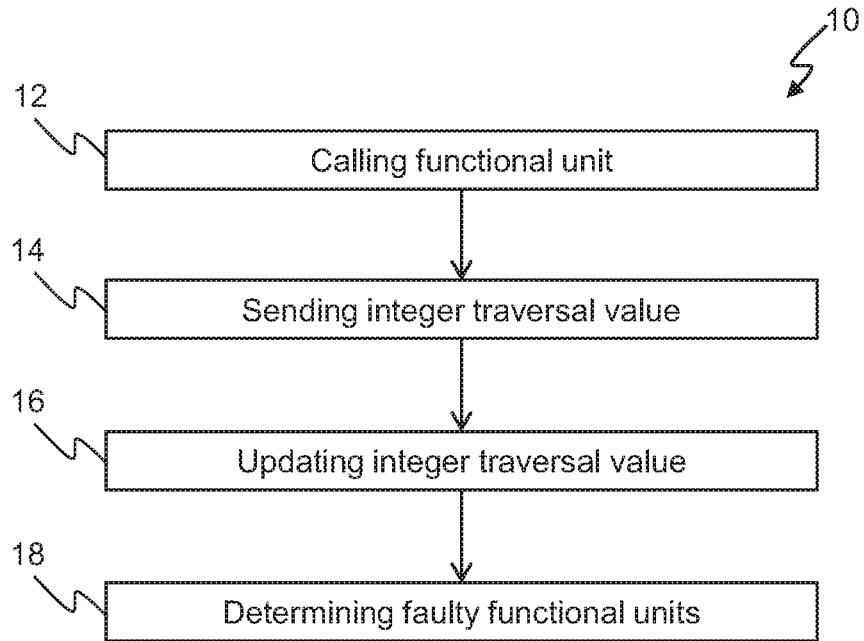 10
12
Calling functional unit
14
Sending integer traversal value
16
Updating integer traversal value
18
Determining faulty functional units